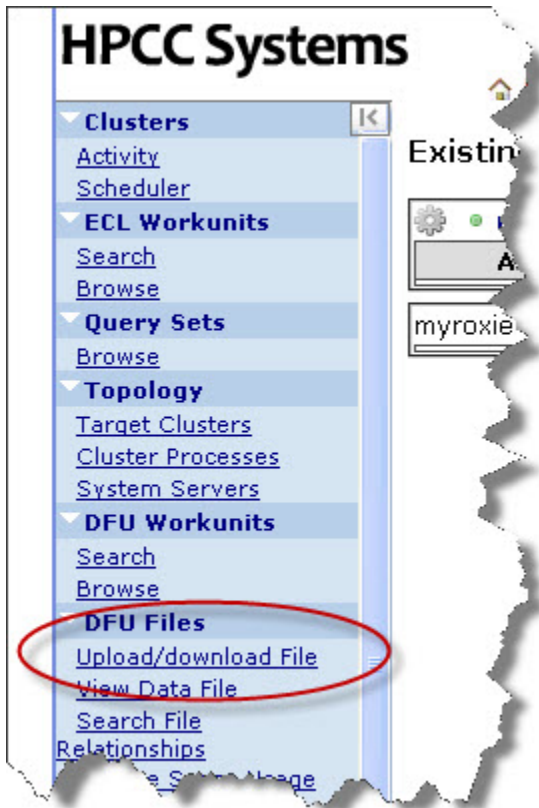 HPCC Systems
Clusters
Activity
Scheduler
ECL Workunits
Search
Browse
Query Sets
Browse
Topology
Target Clusters
Cluster Processes
System Servers
DFU Workunits
Search
Browse
DFU Files
Upload/download File
View Data File
Search File
Relationships
Existin
A
myroxie